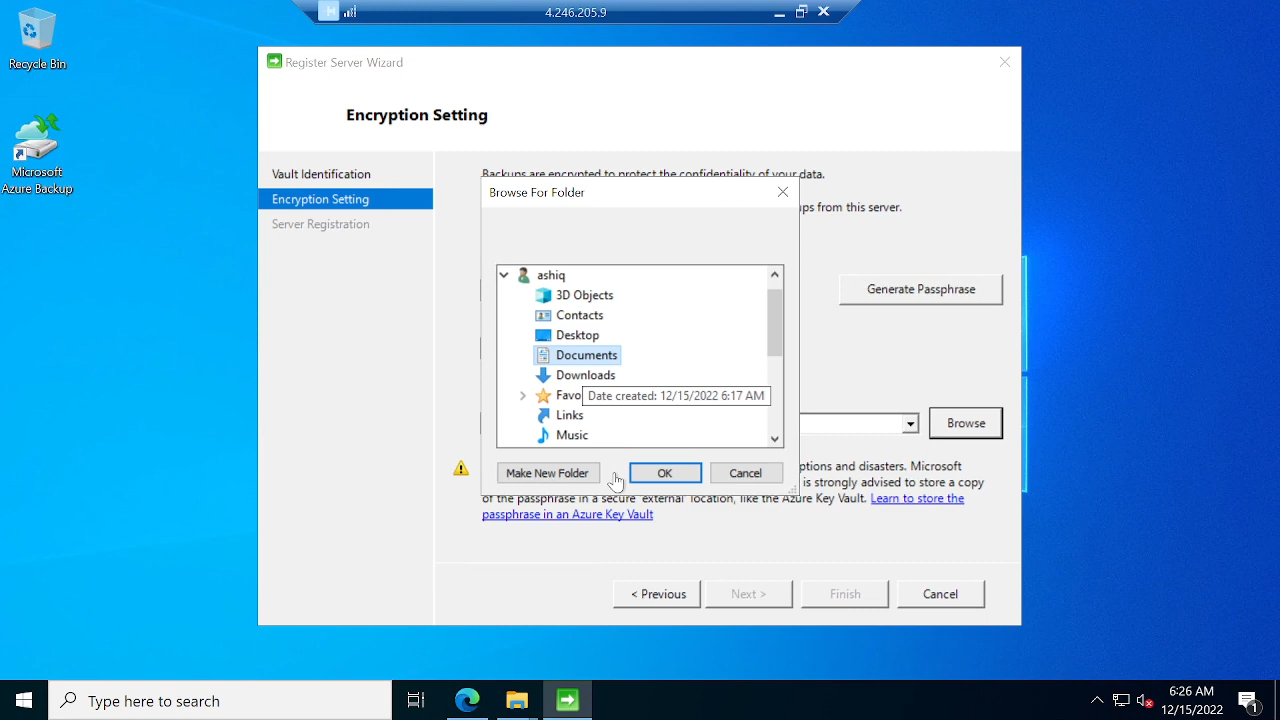 4.246.205.9
Recycle Bin
Microsoft
Azure Backup
Register Server Wizard
Encryption Setting
Vault Identification
Encryption Setting
Server Registration
Backups are encrypted to protect the confidentiality of your data.
ups from this server.
Generate Passphrase
Browse
Browse For Folder
ashiq
3D Objects
Contacts
Desktop
Documents
Downloads
Favo
Date created: 12/15/2022 6:17 AM
Links
Music
Make New Folder
OK
Cancel
ptions and disasters. Microsoft
is strongly advised to store a copy
of the passphrase in a secure external location, like the Azure Key Vault. Learn to store the
passphrase in an Azure Key Vault
< Previous
Next >
Finish
Cancel
Type here to search
6:26 AM
12/15/2022
1